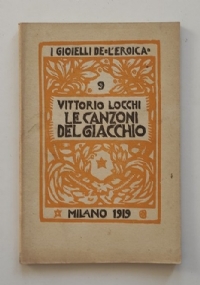 I GIOIELLI DE «L'EROICA»
9
VITTORIO LOCCHI
LE CANZONI
DEL GIACCHIO
MILANO 1919